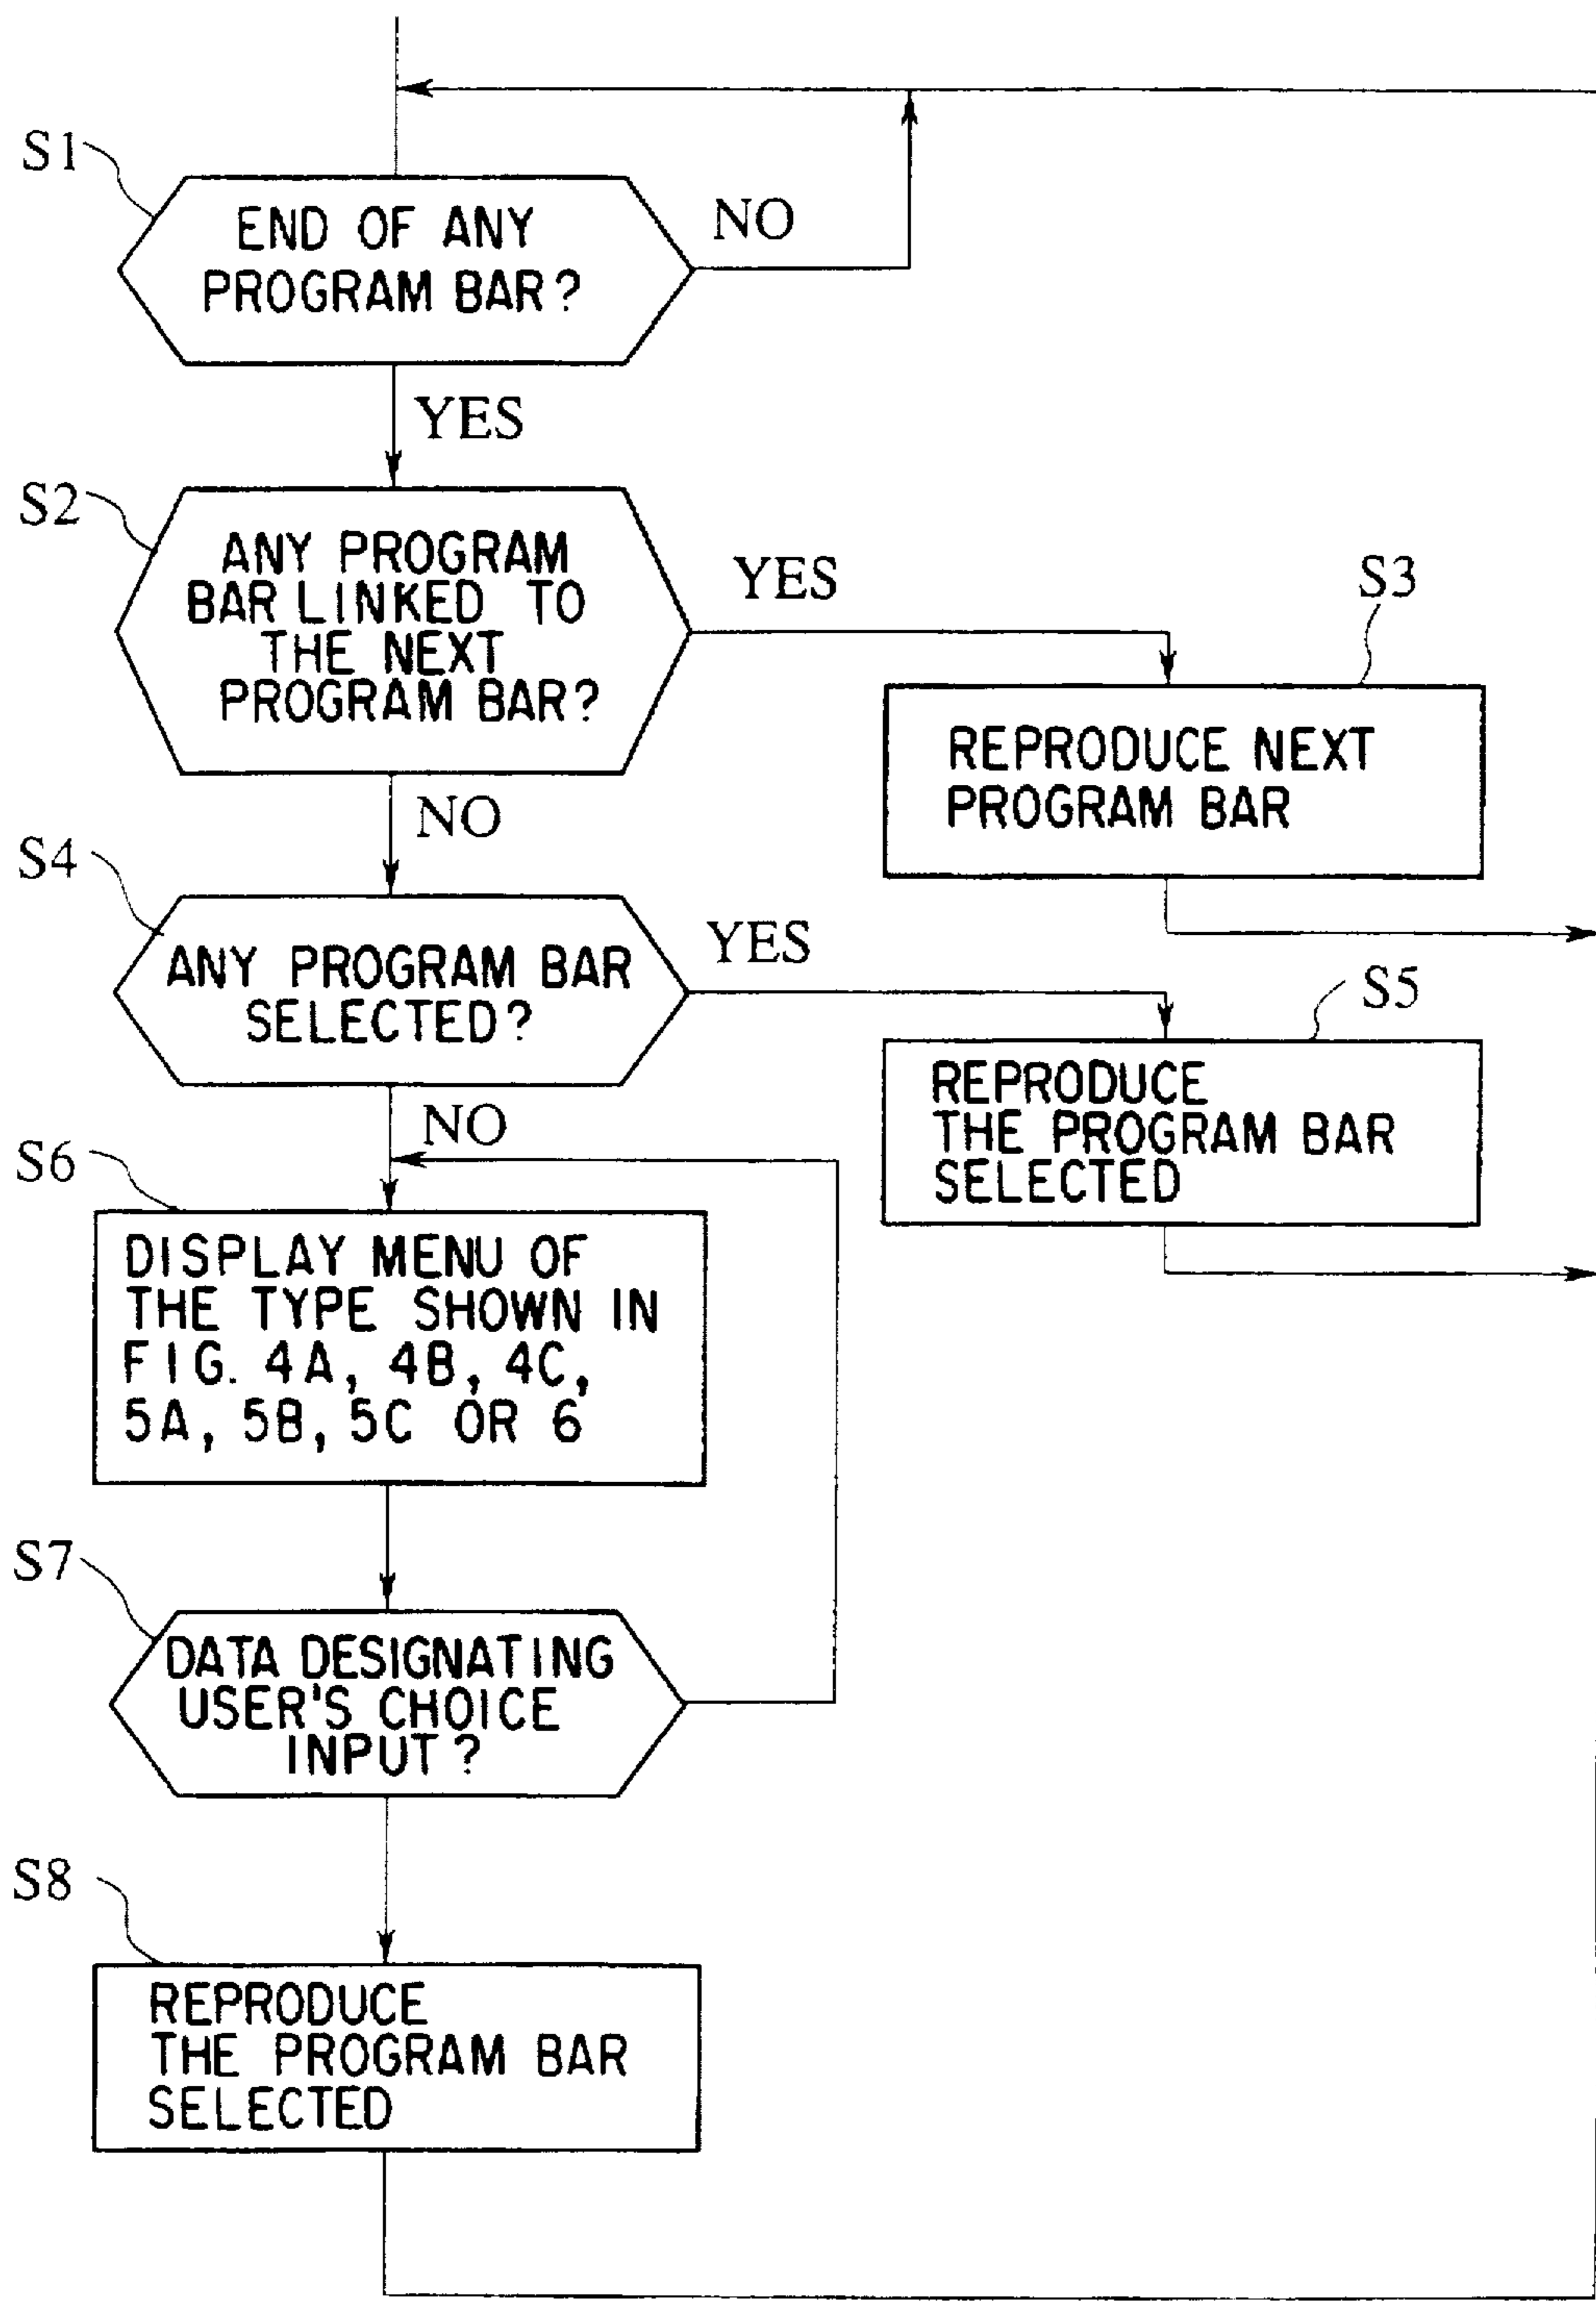 S1
END OF ANY
PROGRAM BAR?
NO
YES
S2
ANY PROGRAM
BAR LINKED TO
THE NEXT
PROGRAM BAR?
YES
S3
REPRODUCE NEXT
PROGRAM BAR
NO
S4
ANY PROGRAM BAR
SELECTED?
YES
S5
REPRODUCE
THE PROGRAM BAR
SELECTED
NO
S6
DISPLAY MENU OF
THE TYPE SHOWN IN
FIG. 4A, 4B, 4C,
5A, 5B, 5C OR 6
S7
DATA DESIGNATING
USER'S CHOICE
INPUT?
S8
REPRODUCE
THE PROGRAM BAR
SELECTED